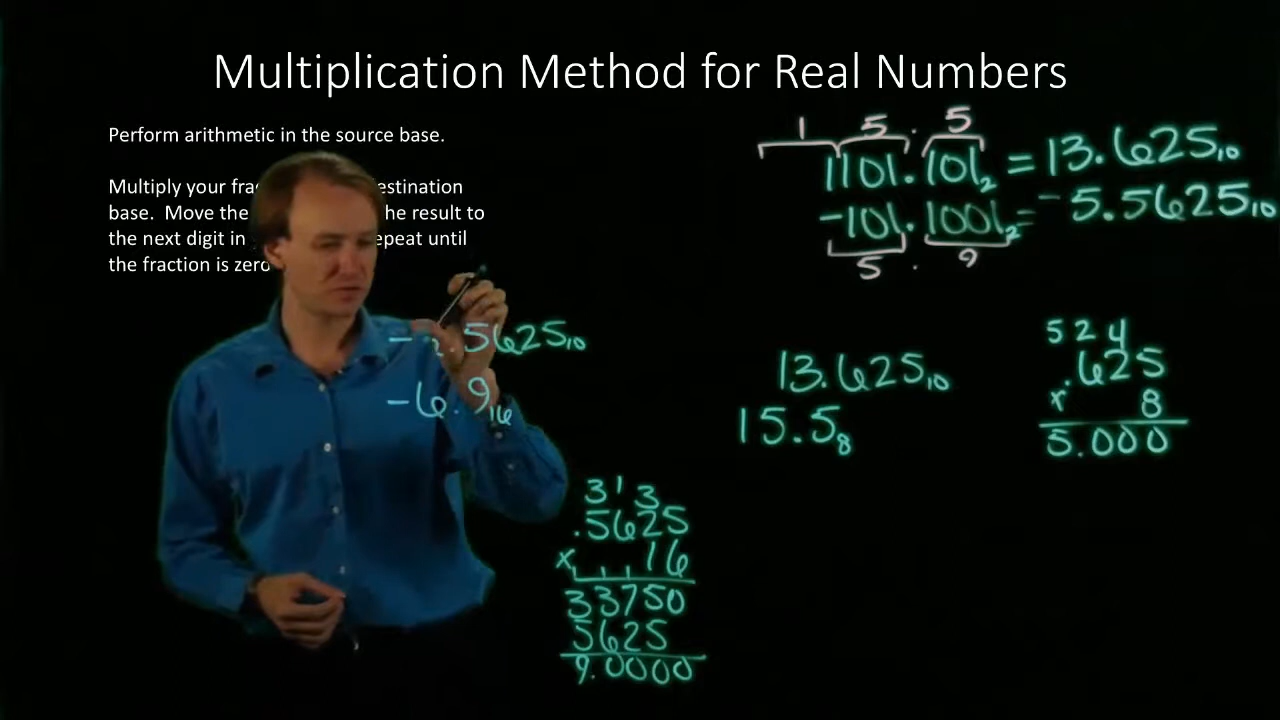 Multiplication Method for Real Numbers
Perform arithmetic in the source base.
Multiply your estination
base. Move the he result to
the next digit in epeat until
the fraction is zero
1 5 . 5
1101.101₂ = 13.625₁₀
-101.1001₂ = -5.5625₁₀
5 . 9
- .5625₁₀
-6.9₁₆
3 1 3
.5625
x 16
33750
5625
9.0000
13.625₁₀
15.5₈
5 2 4
.625
x 8
5.000